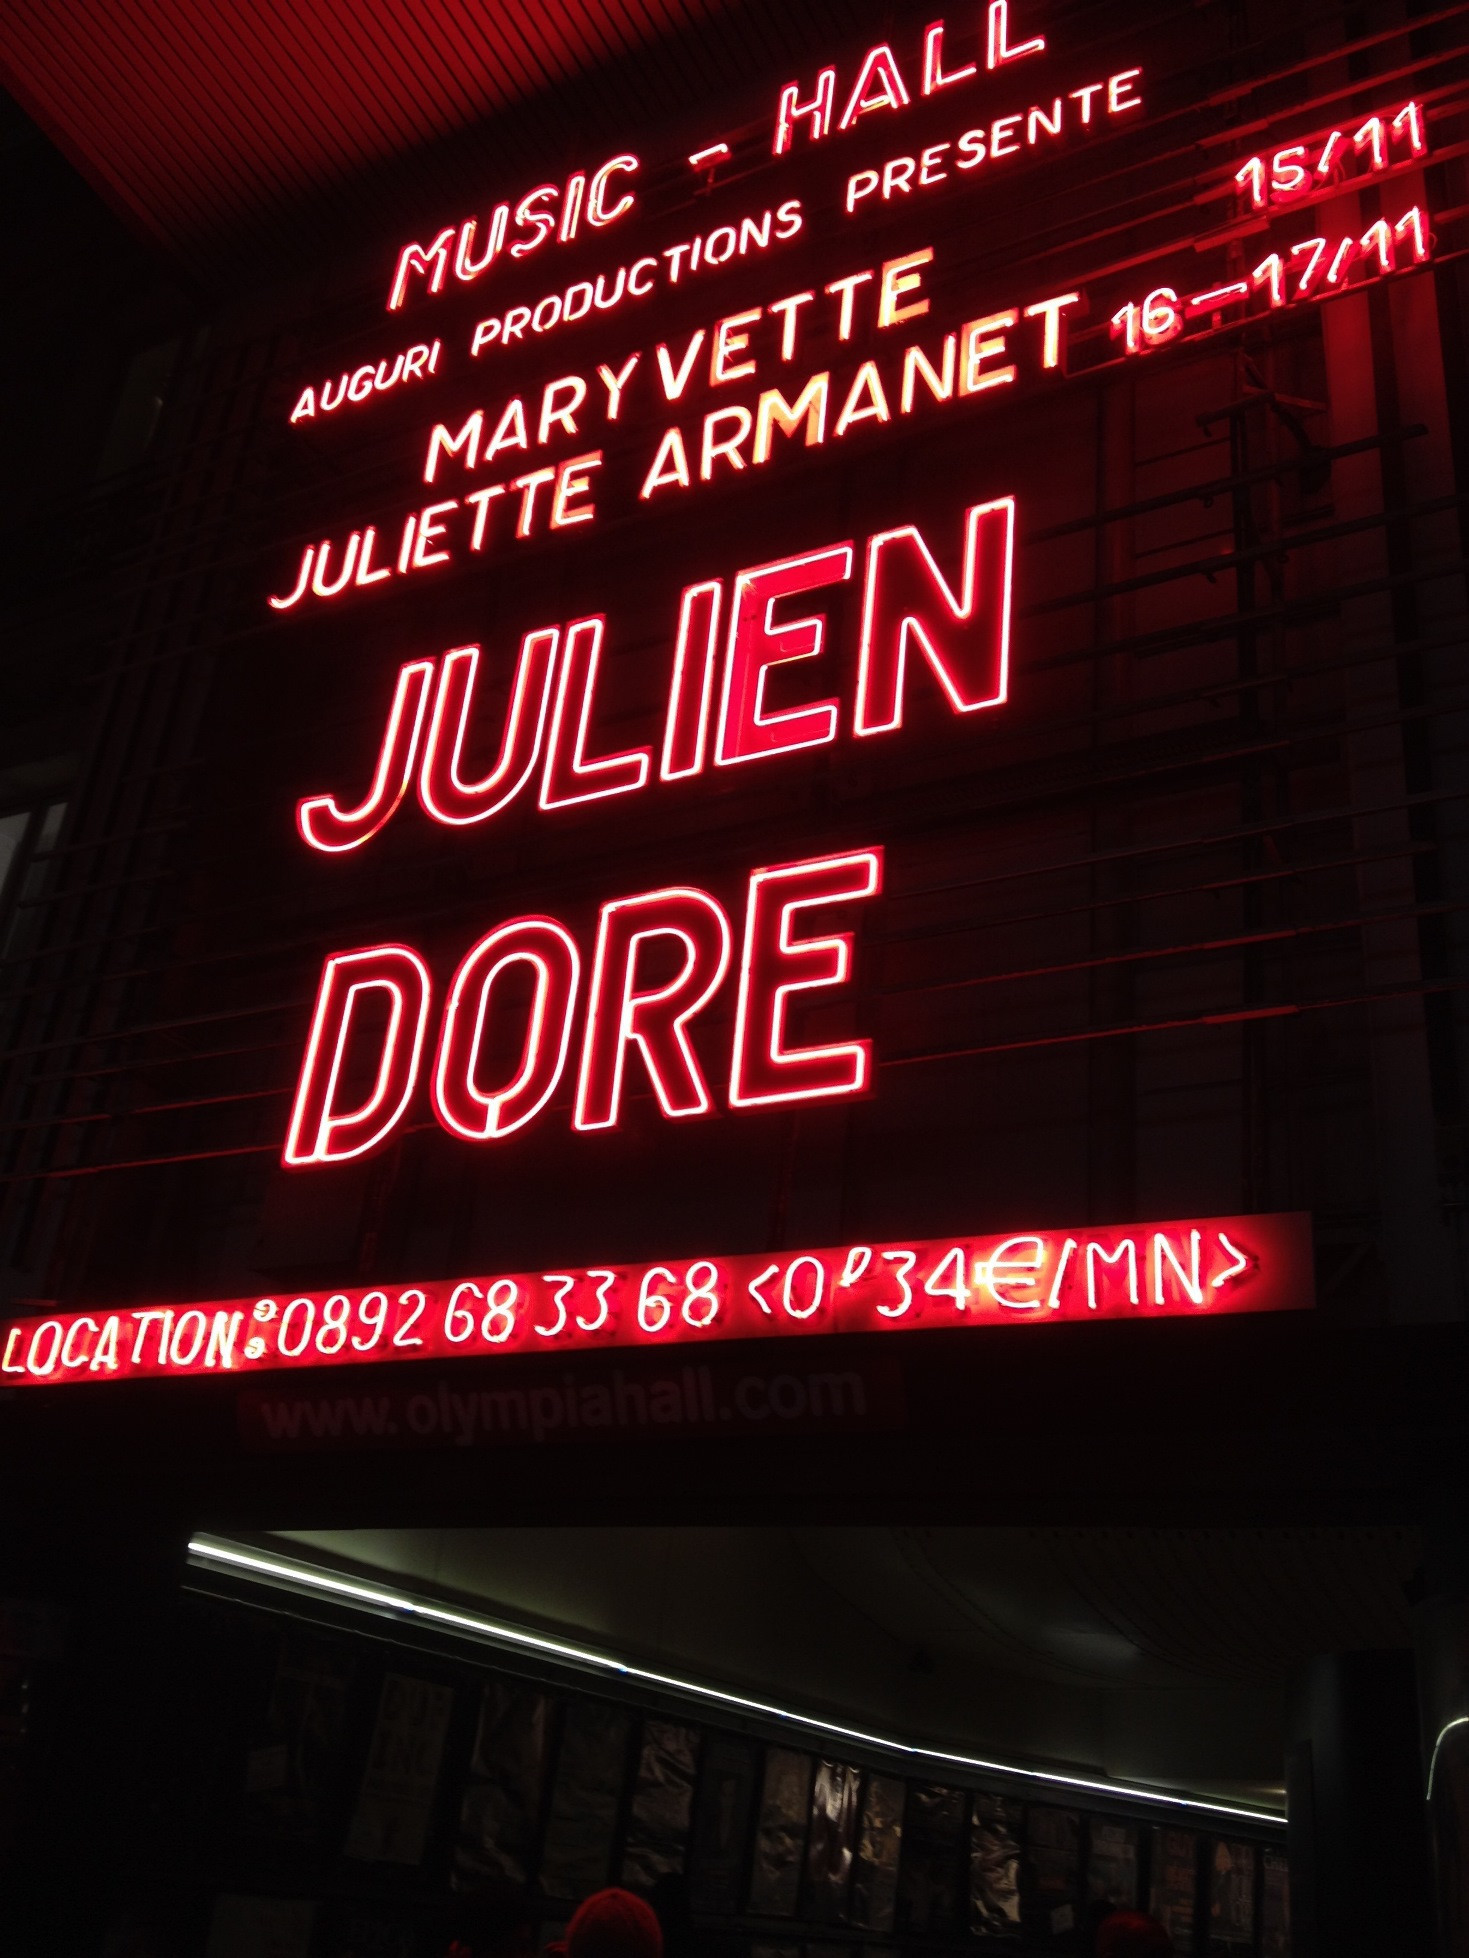 MUSIC - HALL
AUGURI PRODUCTIONS PRESENTE
MARYVETTE 15/11
JULIETTE ARMANET 16-17/11
JULIEN
DORE
LOCATION:0892 68 33 68 <0'34€/MN>
www.olympiahall.com